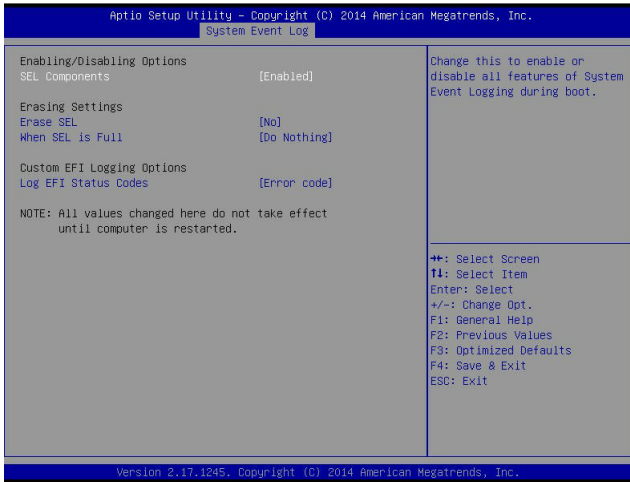 Aptio Setup Utility – Copyright (C) 2014 American Megatrends, Inc.
System Event Log
Enabling/Disabling Options
SEL Components [Enabled]
Erasing Settings
Erase SEL [No]
When SEL is Full [Do Nothing]
Custom EFI Logging Options
Log EFI Status Codes [Error code]
NOTE: All values changed here do not take effect
until computer is restarted.
Change this to enable or
disable all features of System
Event Logging during boot.
→←: Select Screen
↑↓: Select Item
Enter: Select
+/-: Change Opt.
F1: General Help
F2: Previous Values
F3: Optimized Defaults
F4: Save & Exit
ESC: Exit
Version 2.17.1245. Copyright (C) 2014 American Megatrends, Inc.